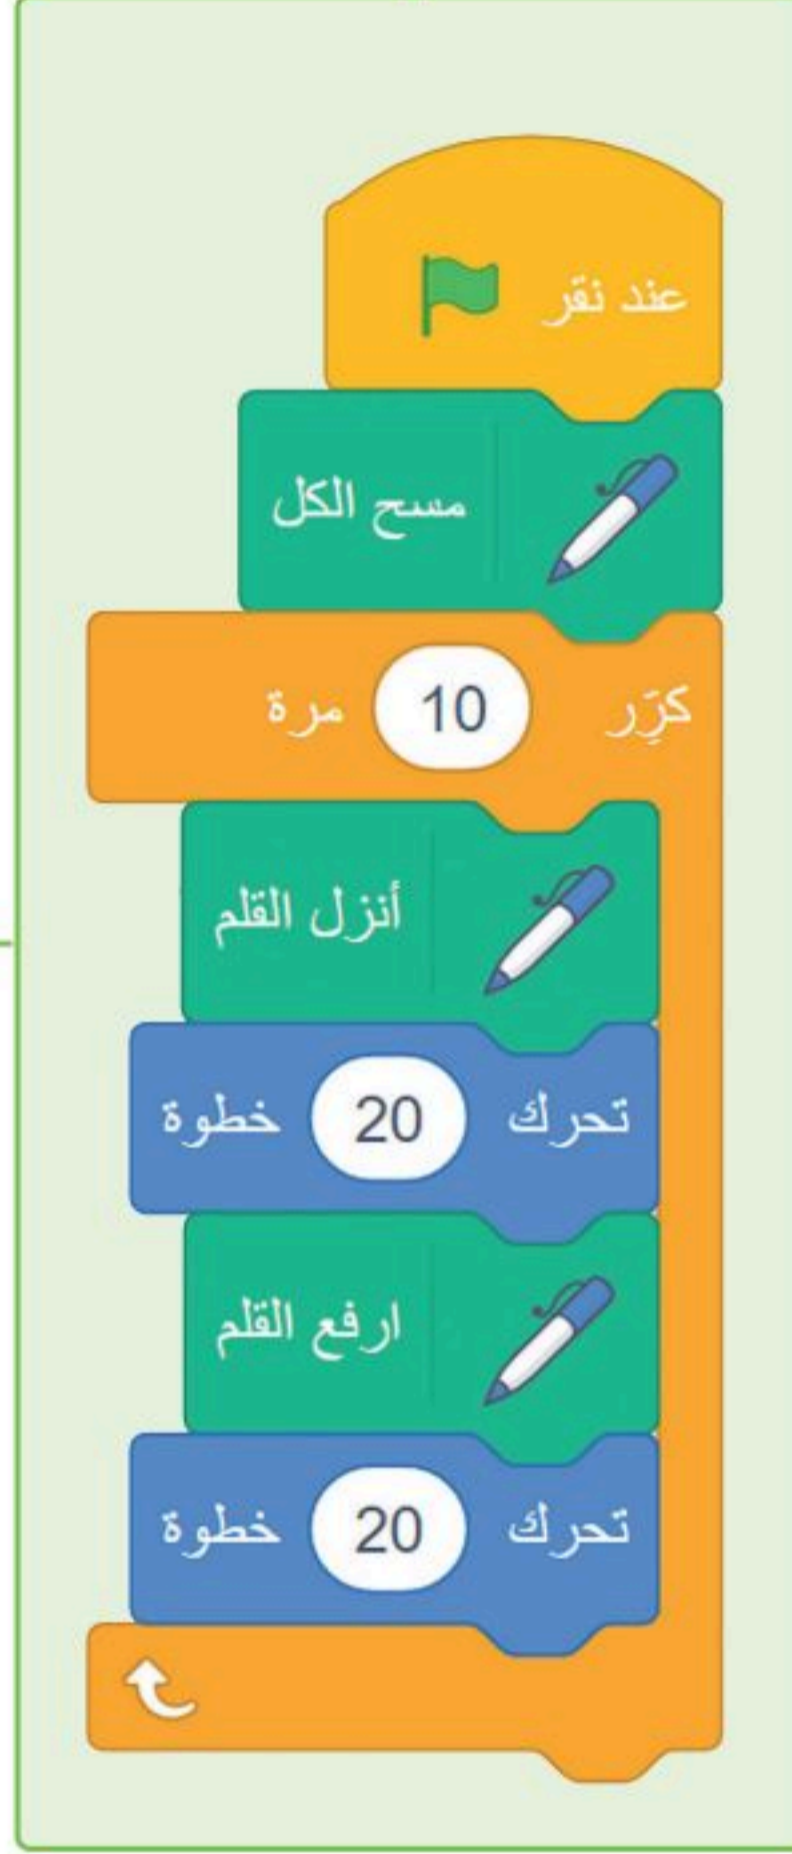 عند نقر
مسح الكل
كرِّر 10 مرة
أنزل القلم
تحرك 20 خطوة
ارفع القلم
تحرك 20 خطوة